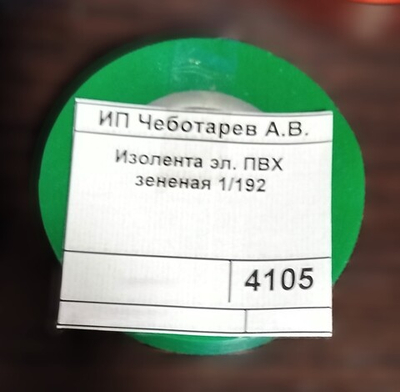 ИП Чеботарев А.В.
Изолента эл. ПВХ
зененая 1/192
4105